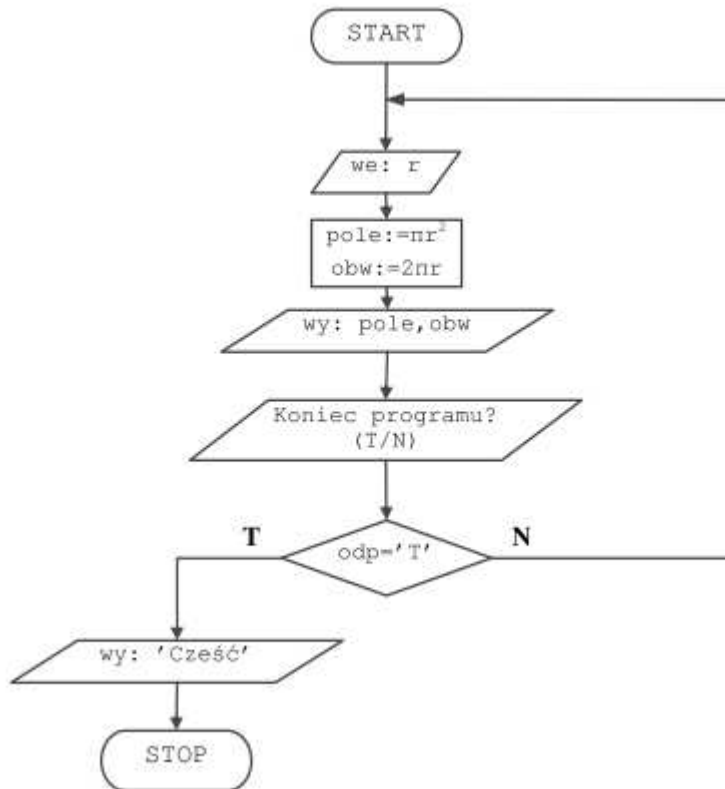 START
we: r
pole:=πr²
obw:=2πr
wy: pole,obw
Koniec programu?
(T/N)
T
odp='T'
N
wy: 'Cześć'
STOP